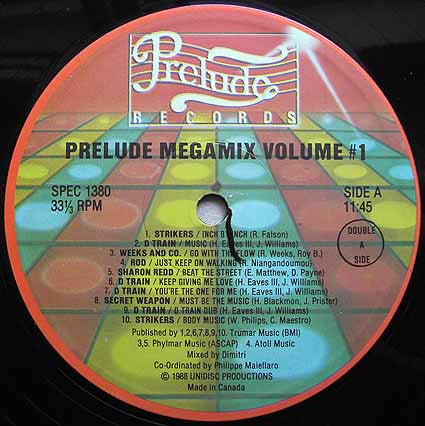 Prelude
RECORDS
PRELUDE MEGAMIX VOLUME #1
SPEC 1380
33⅓ RPM
SIDE A
11:45
DOUBLE
A
SIDE
1. STRIKERS / INCH BY INCH (R. Falson)
2. D TRAIN / MUSIC (H. Eaves III, J. Williams)
3. WEEKS AND CO. / GO WITH THE FLOW (R. Weeks, Roy B.)
4. ROD / JUST KEEP ON WALKING (R. Niangandoumou)
5. SHARON REDD / BEAT THE STREET (E. Matthew, D. Payne)
6. D TRAIN / KEEP GIVING ME LOVE (H. Eaves III, J. Williams)
7. D TRAIN / YOU'RE THE ONE FOR ME (H. Eaves III, J. Williams)
8. SECRET WEAPON / MUST BE THE MUSIC (H. Blackmon, J. Prister)
9. D TRAIN / D TRAIN DUB (H. Eaves III, J. Williams)
10. STRIKERS / BODY MUSIC (W. Philips, C. Maestro)
Published by 1,2,6,7,8,9,10. Trumar Music (BMI)
3,5. Phylmar Music (ASCAP) 4. Atoll Music
Mixed by Dimitri
Co-Ordinated by Philippe Maiellaro
© 1988 UNIDISC PRODUCTIONS
Made in Canada